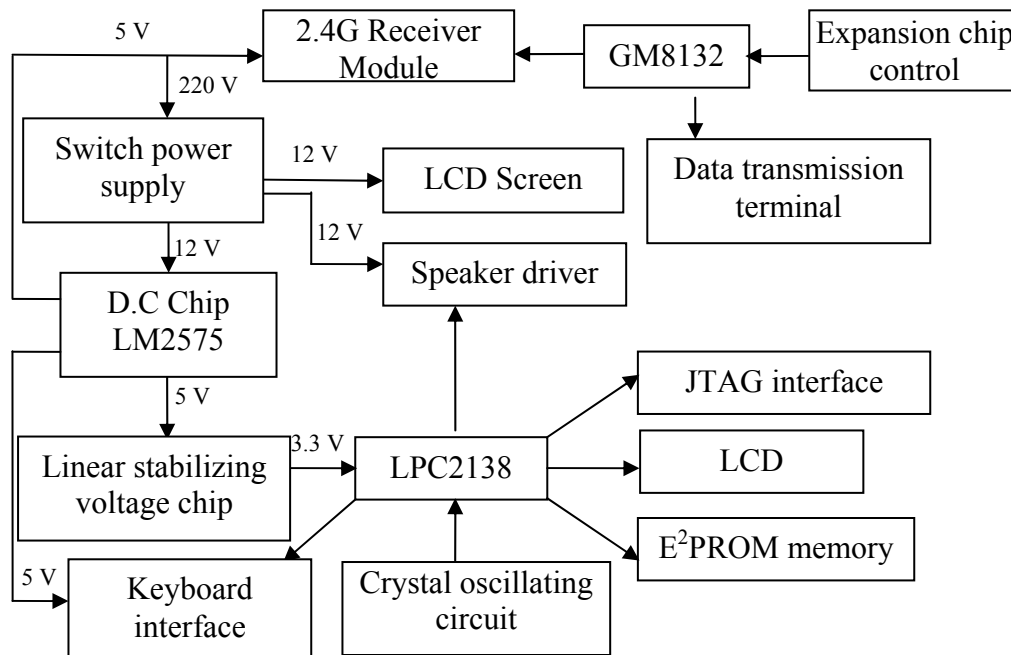 5 V
2.4G Receiver
Module
GM8132
Expansion chip
control
220 V
Switch power
supply
12 V
LCD Screen
Data transmission
terminal
12 V
12 V
Speaker driver
D.C Chip
LM2575
5 V
JTAG interface
Linear stabilizing
voltage chip
3.3 V
LPC2138
LCD
E²PROM memory
5 V
Keyboard
interface
Crystal oscillating
circuit